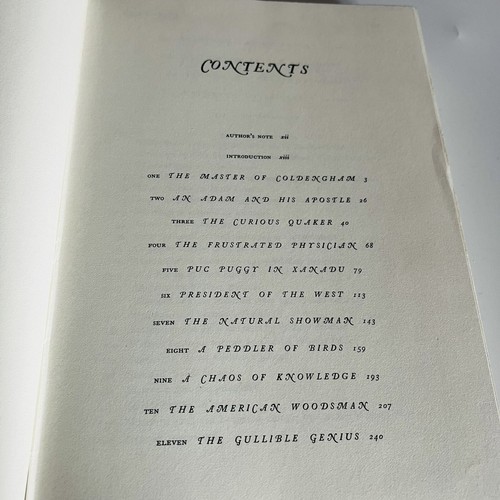 CONTENTS
AUTHOR'S NOTE xii
INTRODUCTION xiii
ONE THE MASTER OF COLDENGHAM 3
TWO AN ADAM AND HIS APOSTLE 26
THREE THE CURIOUS QUAKER 40
FOUR THE FRUSTRATED PHYSICIAN 68
FIVE PUC PUGGY IN XANADU 79
SIX PRESIDENT OF THE WEST 113
SEVEN THE NATURAL SHOWMAN 143
EIGHT A PEDDLER OF BIRDS 159
NINE A CHAOS OF KNOWLEDGE 193
TEN THE AMERICAN WOODSMAN 207
ELEVEN THE GULLIBLE GENIUS 240